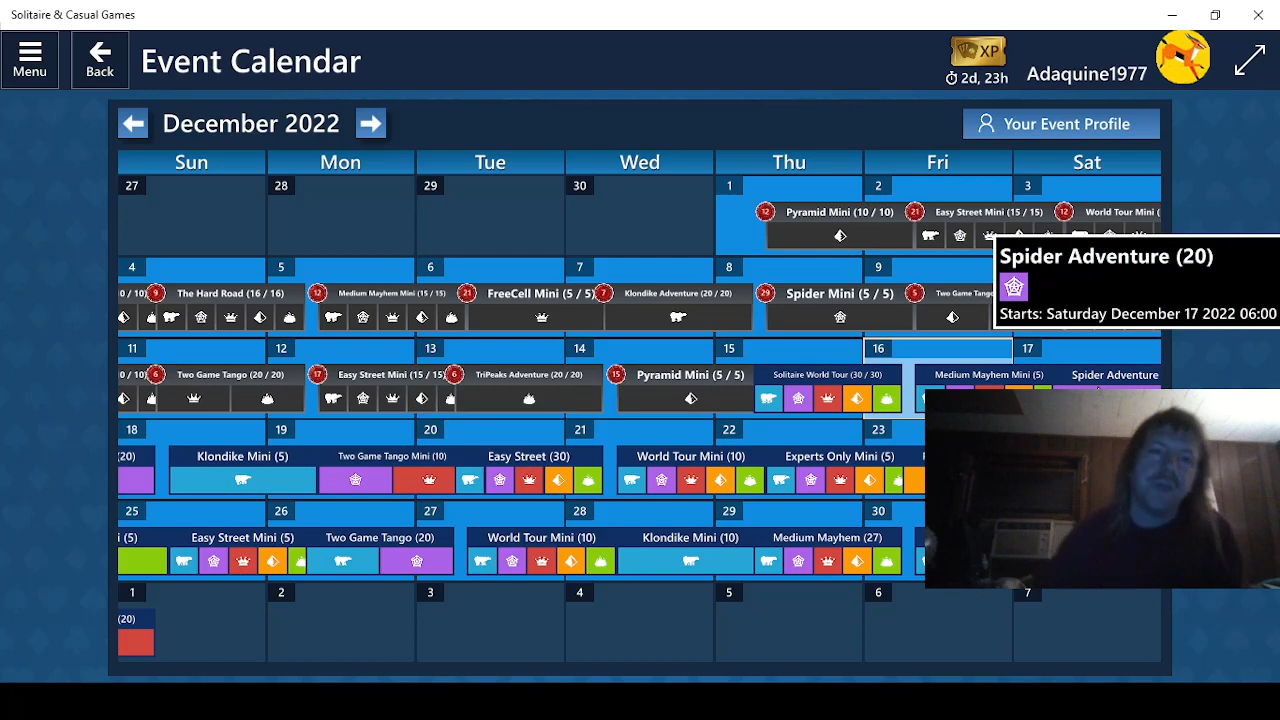 Solitaire & Casual Games
Menu
Back
Event Calendar
XP
2d, 23h
Adaquine1977
December 2022
Your Event Profile
Sun Mon Tue Wed Thu Fri Sat
27 28 29 30 1 2 3
12 Pyramid Mini (10 / 10) 21 Easy Street Mini (15 / 15) 12 World Tour Mini (
Spider Adventure (20)
Starts: Saturday December 17 2022 06:00
4 5 6 7 8 9
0 / 10) 9 The Hard Road (16 / 16) 12 Medium Mayhem Mini (15 / 15) 21 FreeCell Mini (5 / 5) 7 Klondike Adventure (20 / 20) 29 Spider Mini (5 / 5) 5 Two Game Tango
11 12 13 14 15 16 17
0 / 10) 6 Two Game Tango (20 / 20) 17 Easy Street Mini (15 / 15) 6 TriPeaks Adventure (20 / 20) 15 Pyramid Mini (5 / 5) Solitaire World Tour (30 / 30) Medium Mayhem Mini (5) Spider Adventure
18 19 20 21 22 23
(20) Klondike Mini (5) Two Game Tango Mini (10) Easy Street (30) World Tour Mini (10) Experts Only Mini (5)
25 26 27 28 29 30
i (5) Easy Street Mini (5) Two Game Tango (20) World Tour Mini (10) Klondike Mini (10) Medium Mayhem (27)
1 2 3 4 5 6 7
(20)